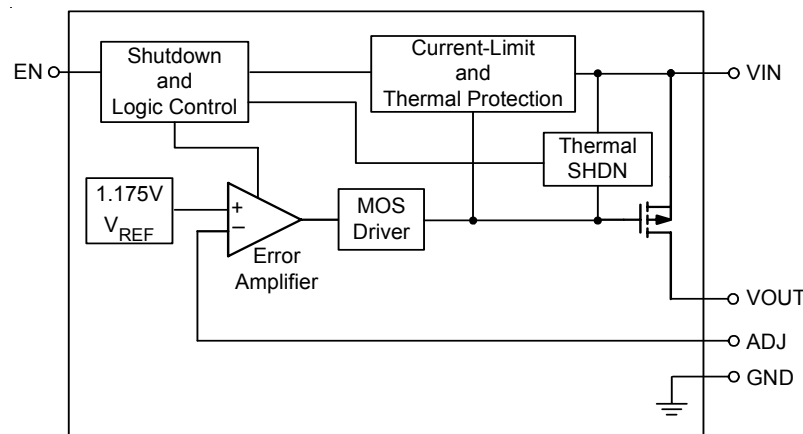 EN
Shutdown
and
Logic Control
Current-Limit
and
Thermal Protection
VIN
Thermal
SHDN
1.175V
VREF
+
−
Error
Amplifier
MOS
Driver
VOUT
ADJ
GND